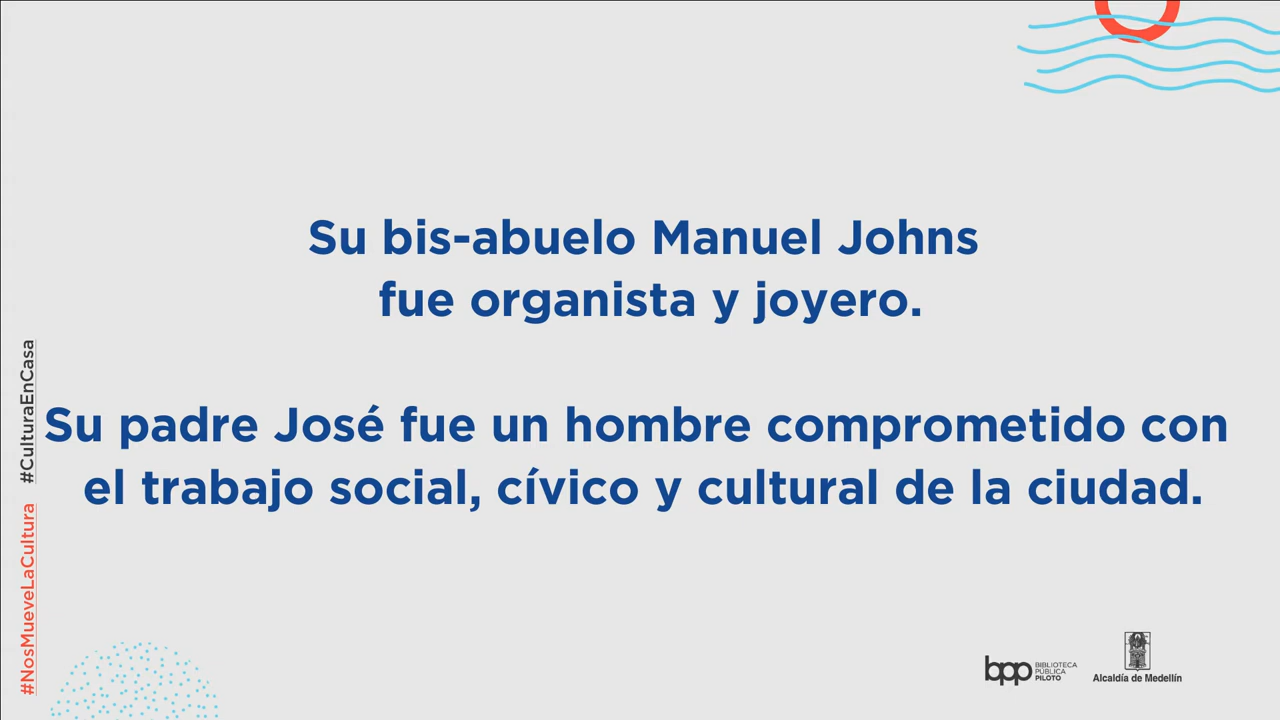 Su bis-abuelo Manuel Johns
fue organista y joyero.
Su padre José fue un hombre comprometido con
el trabajo social, cívico y cultural de la ciudad.
#NosMueveLaCultura #CulturaEnCasa
bpp
BIBLIOTECA
PÚBLICA
PILOTO
Alcaldía de Medellín